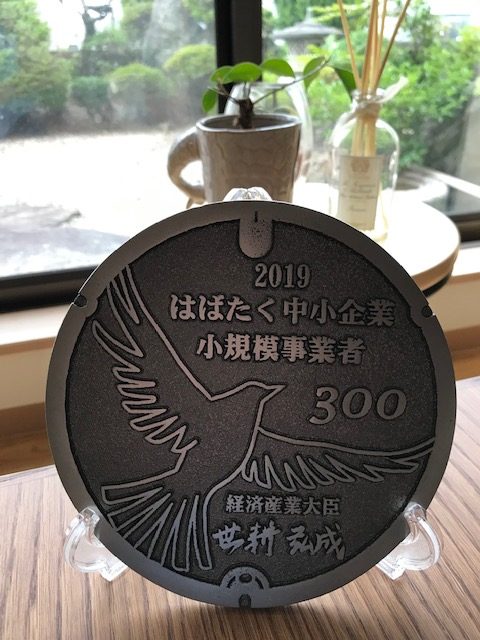 2019
はばたく中小企業
小規模事業者
300
経済産業大臣
世耕弘成